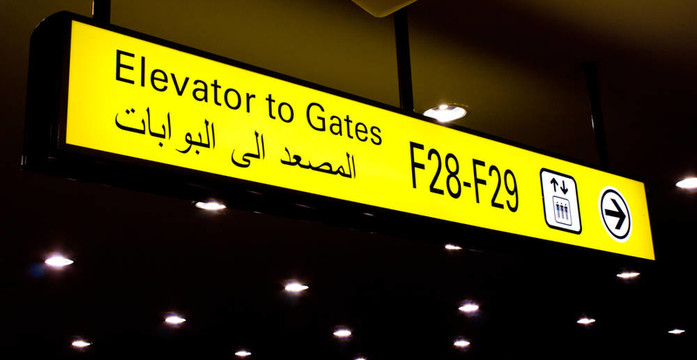 Elevator to Gates
المصعد الى البوابات
F28-F29